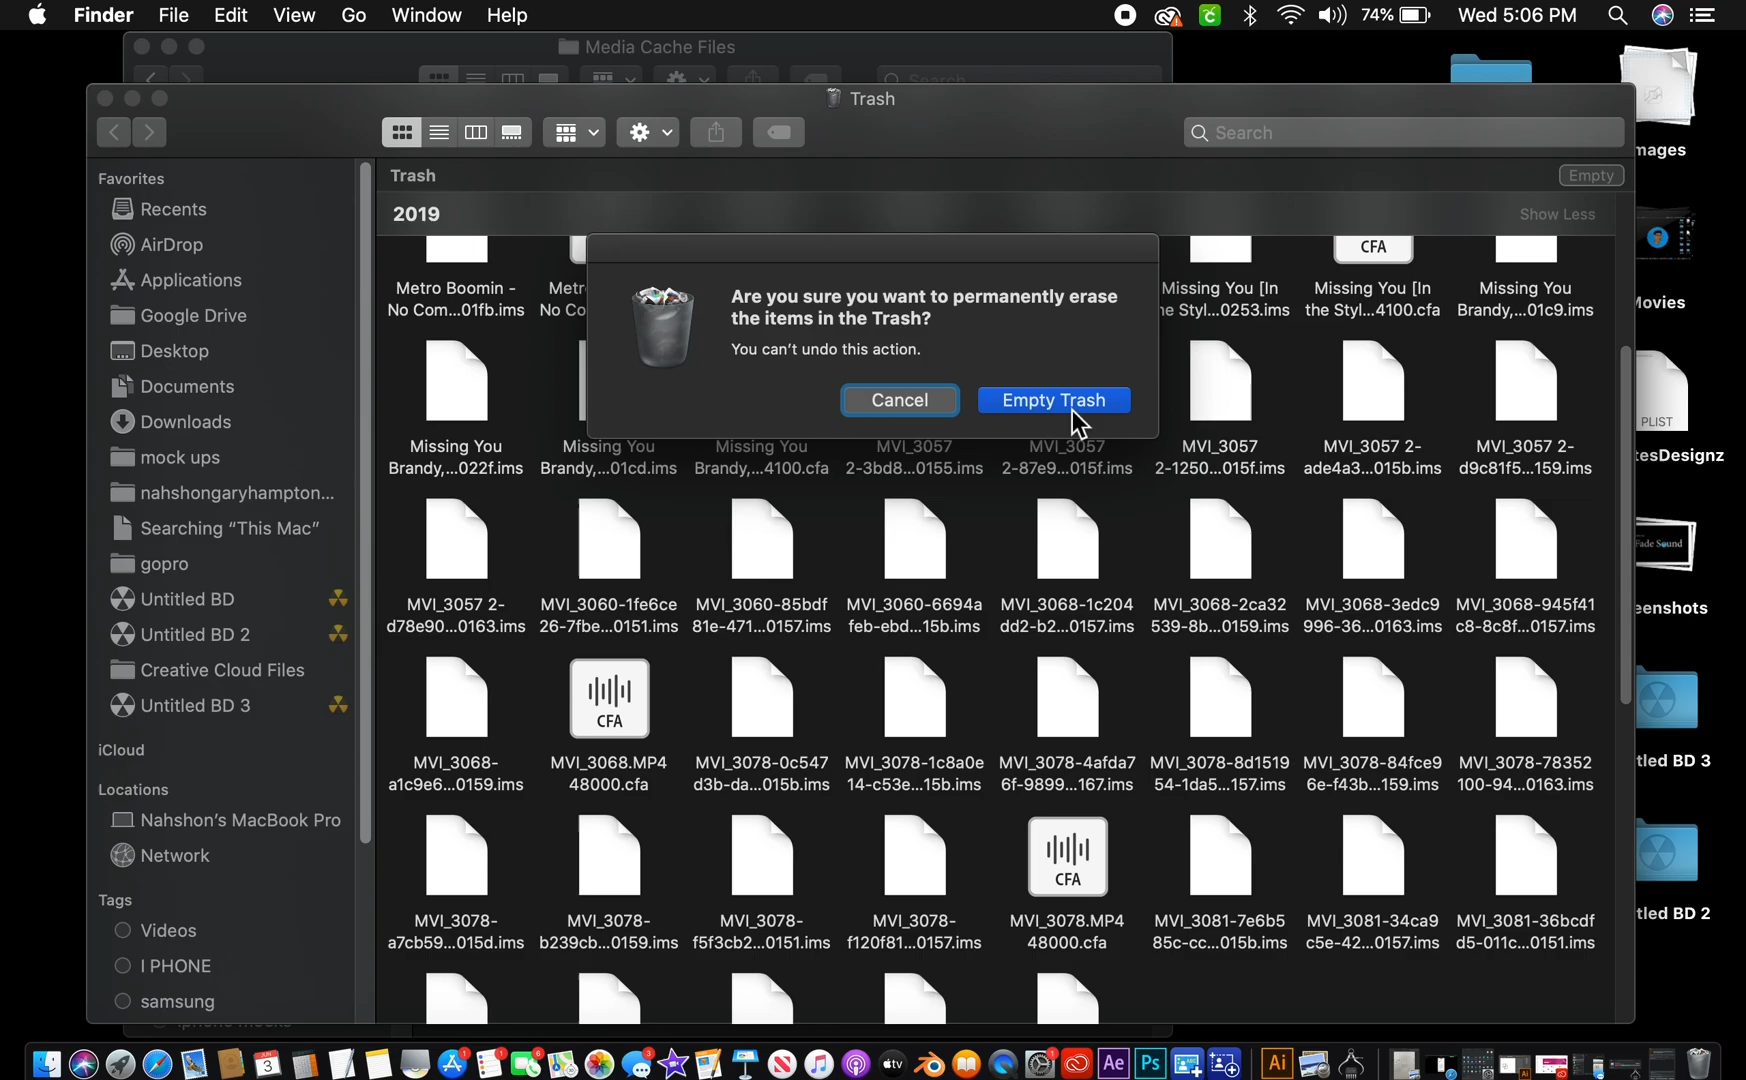 Finder File Edit View Go Window Help 74% Wed 5:06 PM
Media Cache Files
Search
Trash
Search
Favorites
Recents
AirDrop
Applications
Google Drive
Desktop
Documents
Downloads
mock ups
nahshongaryhampton...
Searching “This Mac”
gopro
Untitled BD
Untitled BD 2
Creative Cloud Files
Untitled BD 3
iCloud
Locations
Nahshon's MacBook Pro
Network
Tags
Videos
I PHONE
samsung
Trash Empty
2019 Show Less
Are you sure you want to permanently erase
the items in the Trash?
You can't undo this action.
Cancel Empty Trash
CFA
Metro Boomin - Metr Missing You [In Missing You [In Missing You
No Com...01fb.ims No Co e Styl...0253.ims the Styl...4100.cfa Brandy,...01c9.ims
Missing You Missing You Missing You MVI_3057 MVI_3057 MVI_3057 MVI_3057 2- MVI_3057 2-
Brandy,...022f.ims Brandy,...01cd.ims Brandy,...4100.cfa 2-3bd8...0155.ims 2-87e9...015f.ims 2-1250...015f.ims ade4a3...015b.ims d9c81f5...159.ims
MVI_3057 2- MVI_3060-1fe6ce MVI_3060-85bdf MVI_3060-6694a MVI_3068-1c204 MVI_3068-2ca32 MVI_3068-3edc9 MVI_3068-945f41
d78e90...0163.ims 26-7fbe...0151.ims 81e-471...0157.ims feb-ebd...15b.ims dd2-b2...0157.ims 539-8b...0159.ims 996-36...0163.ims c8-8c8f...0157.ims
CFA
MVI_3068- MVI_3068.MP4 MVI_3078-0c547 MVI_3078-1c8a0e MVI_3078-4afda7 MVI_3078-8d1519 MVI_3078-84fce9 MVI_3078-78352
a1c9e6...0159.ims 48000.cfa d3b-da...015b.ims 14-c53e...15b.ims 6f-9899...167.ims 54-1da5...157.ims 6e-f43b...159.ims 100-94...0163.ims
CFA
MVI_3078- MVI_3078- MVI_3078- MVI_3078- MVI_3078.MP4 MVI_3081-7e6b5 MVI_3081-34ca9 MVI_3081-36bcdf
a7cb59...015d.ims b239cb...0159.ims f5f3cb2...0151.ims f120f81...0157.ims 48000.cfa 85c-cc...015b.ims c5e-42...0157.ims d5-011c...0151.ims
mages
Movies
PLIST
tesDesignz
Fade Sound
eenshots
tled BD 3
tled BD 2
JUN
3
1
1
6
3
tv
1
Ae
Ps
Ai